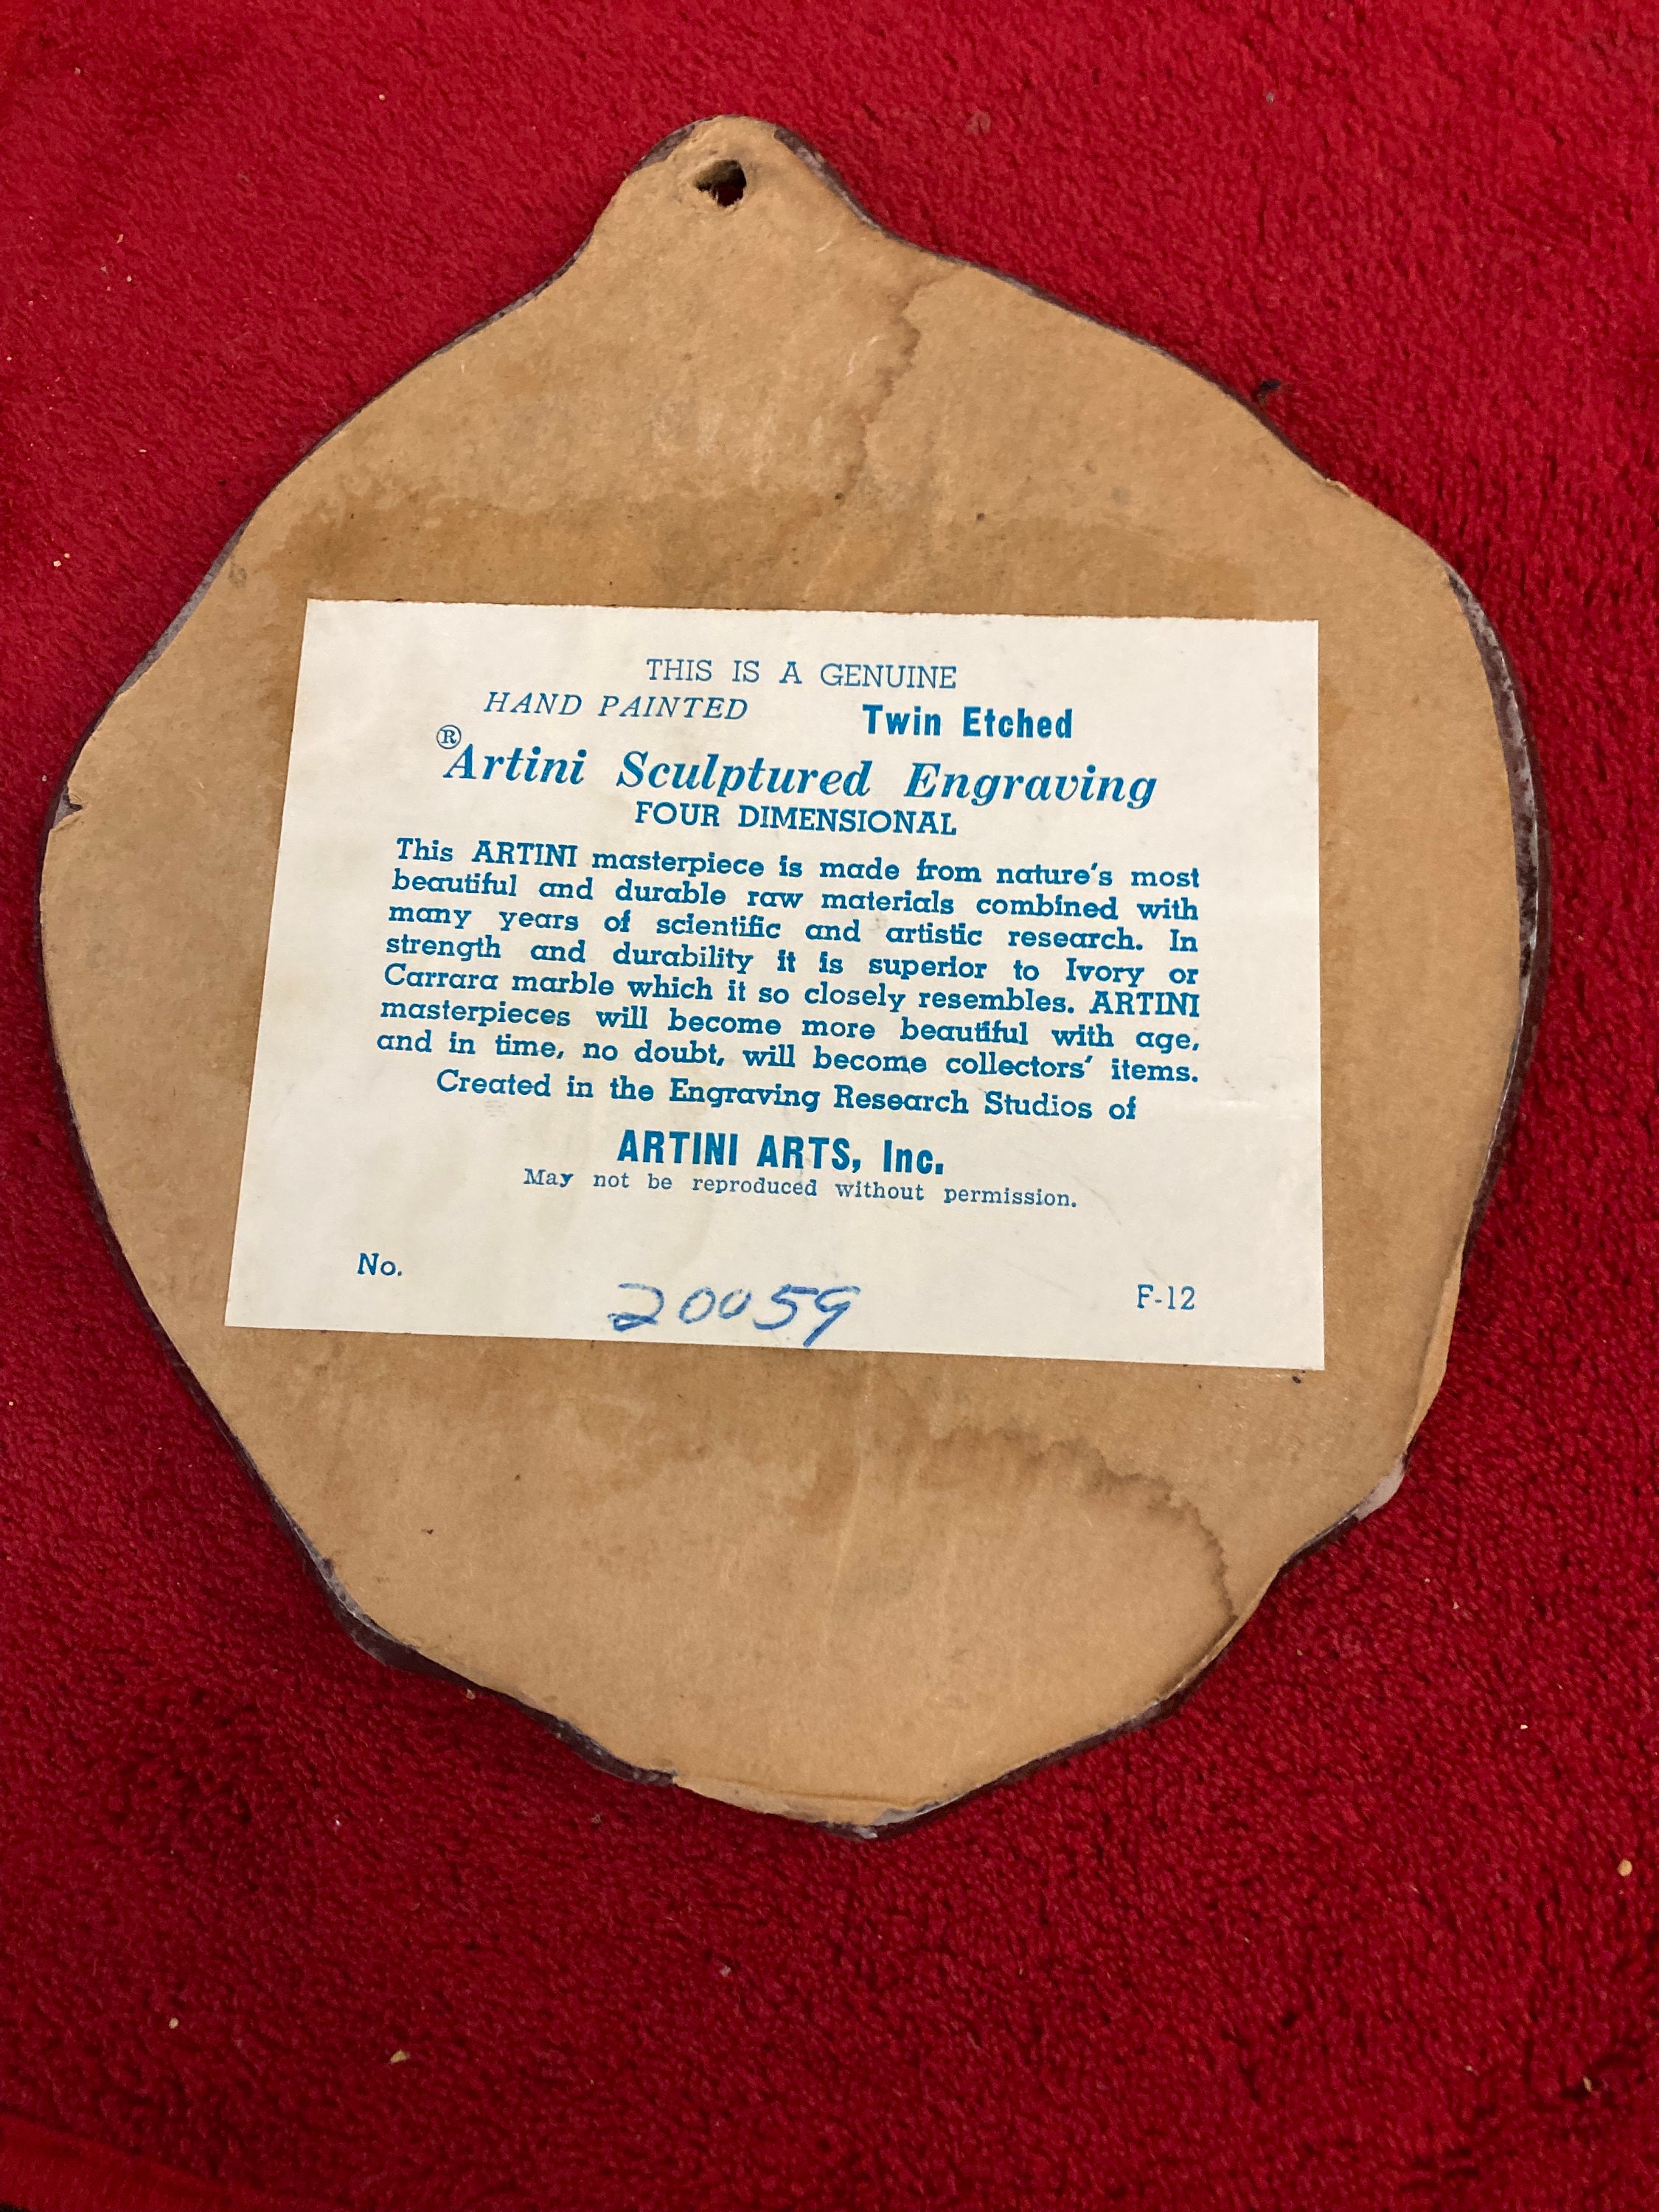 THIS IS A GENUINE
HAND PAINTED Twin Etched
®Artini Sculptured Engraving
FOUR DIMENSIONAL
This ARTINI masterpiece is made from nature's most
beautiful and durable raw materials combined with
many years of scientific and artistic research. In
strength and durability it is superior to Ivory or
Carrara marble which it so closely resembles. ARTINI
masterpieces will become more beautiful with age,
and in time, no doubt, will become collectors' items.
Created in the Engraving Research Studios of
ARTINI ARTS, Inc.
May not be reproduced without permission.
No. 20059 F-12